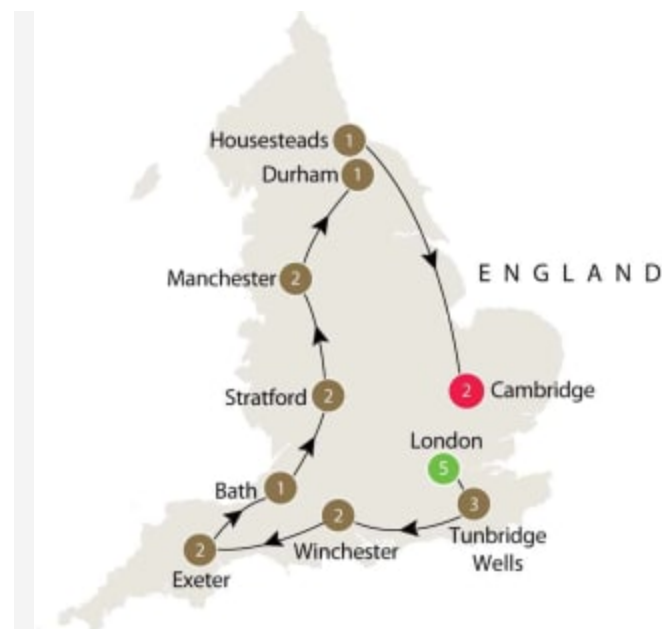 Housesteads 1
Durham 1
Manchester 2
ENGLAND
Stratford 2
2 Cambridge
London
5
Bath 1
3
Tunbridge
Wells
2
Winchester
2
Exeter